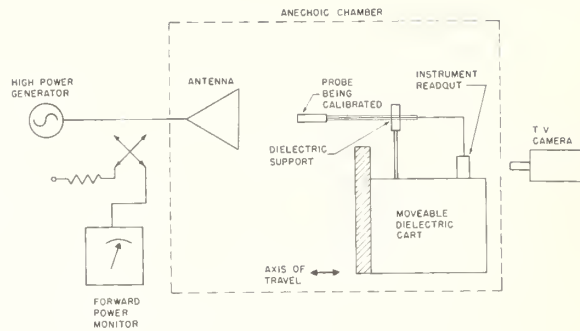 ANECHOIC CHAMBER
HIGH POWER
GENERATOR
ANTENNA
PROBE
BEING
CALIBRATED
INSTRUMENT
READOUT
DIELECTRIC
SUPPORT
T V
CAMERA
MOVEABLE
DIELECTRIC
CART
AXIS OF
TRAVEL
FORWARD
POWER
MONITOR